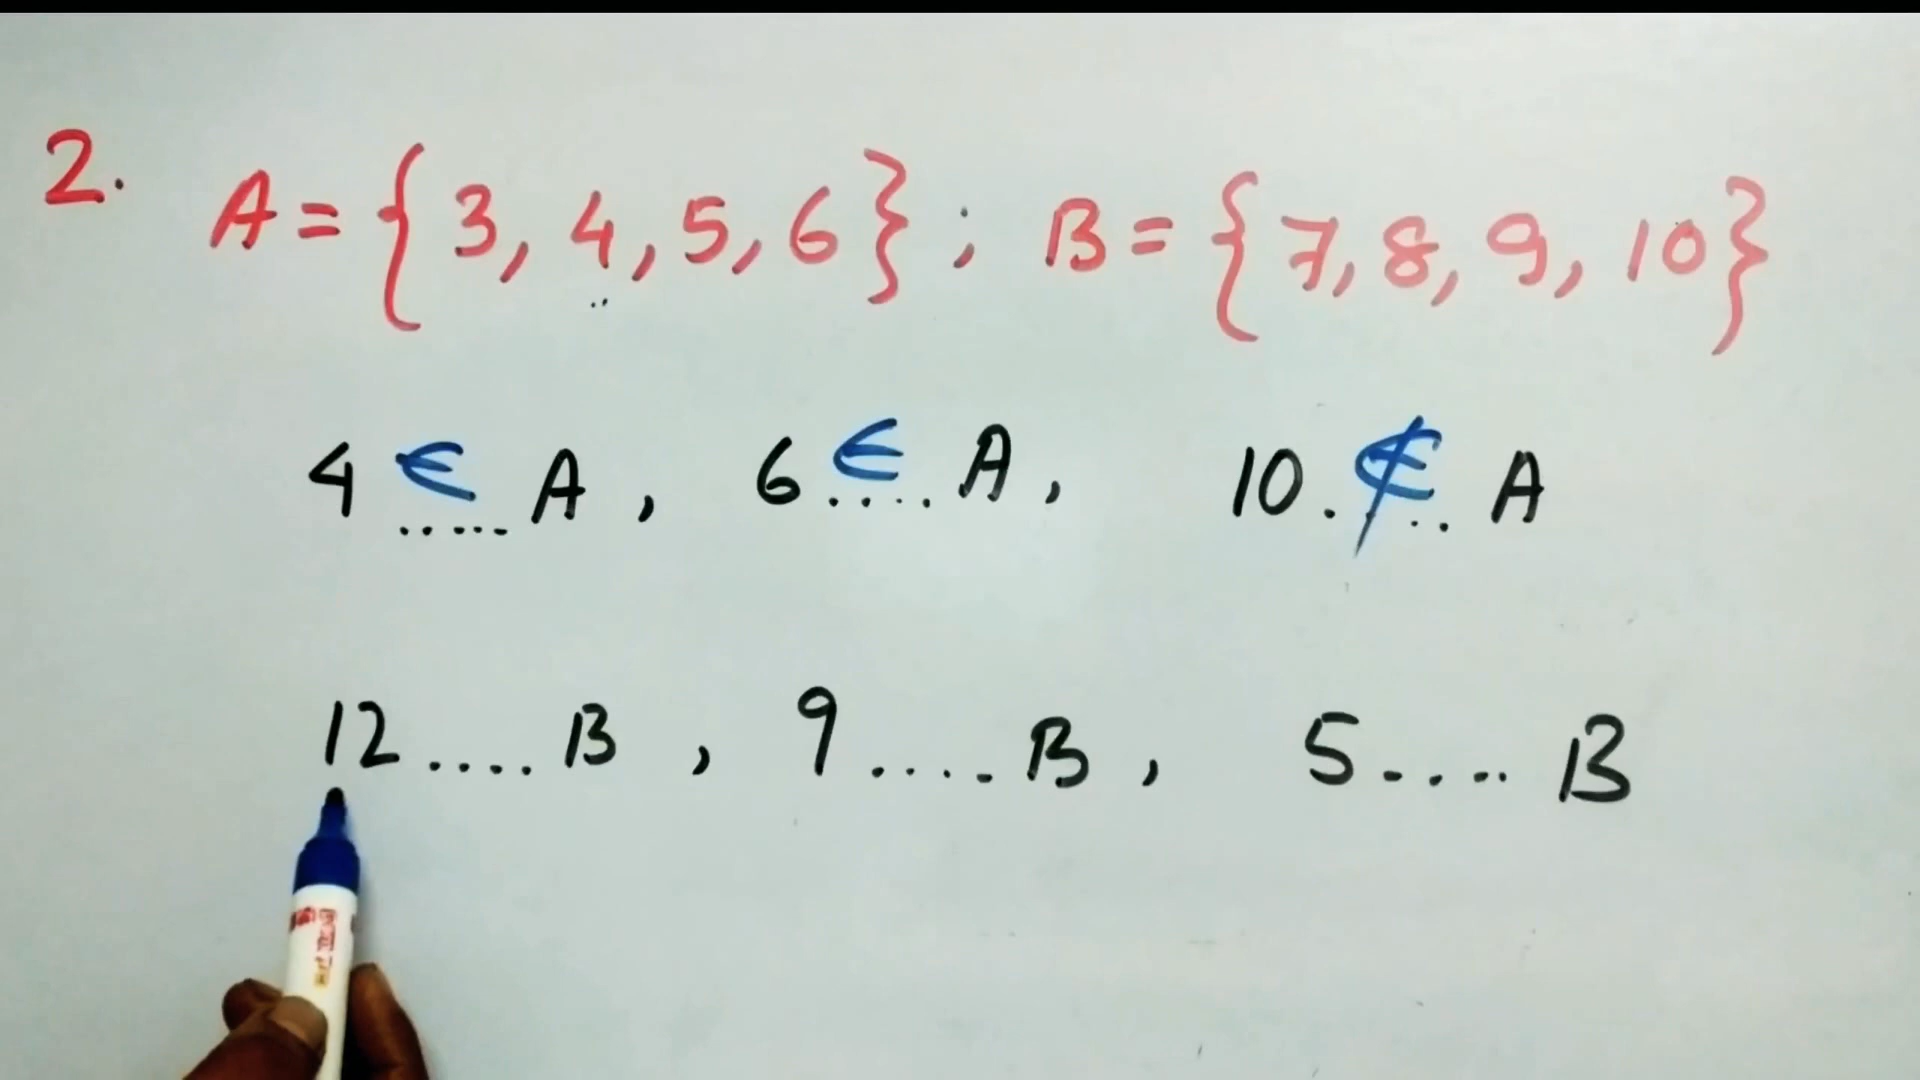 2. A = { 3, 4, 5, 6 } ; B = { 7, 8, 9, 10 }
4 ∈ ..... A , 6 ∈ ..... A , 10 . ∉ .. A
12 .... B , 9 ..... B , 5 .... B